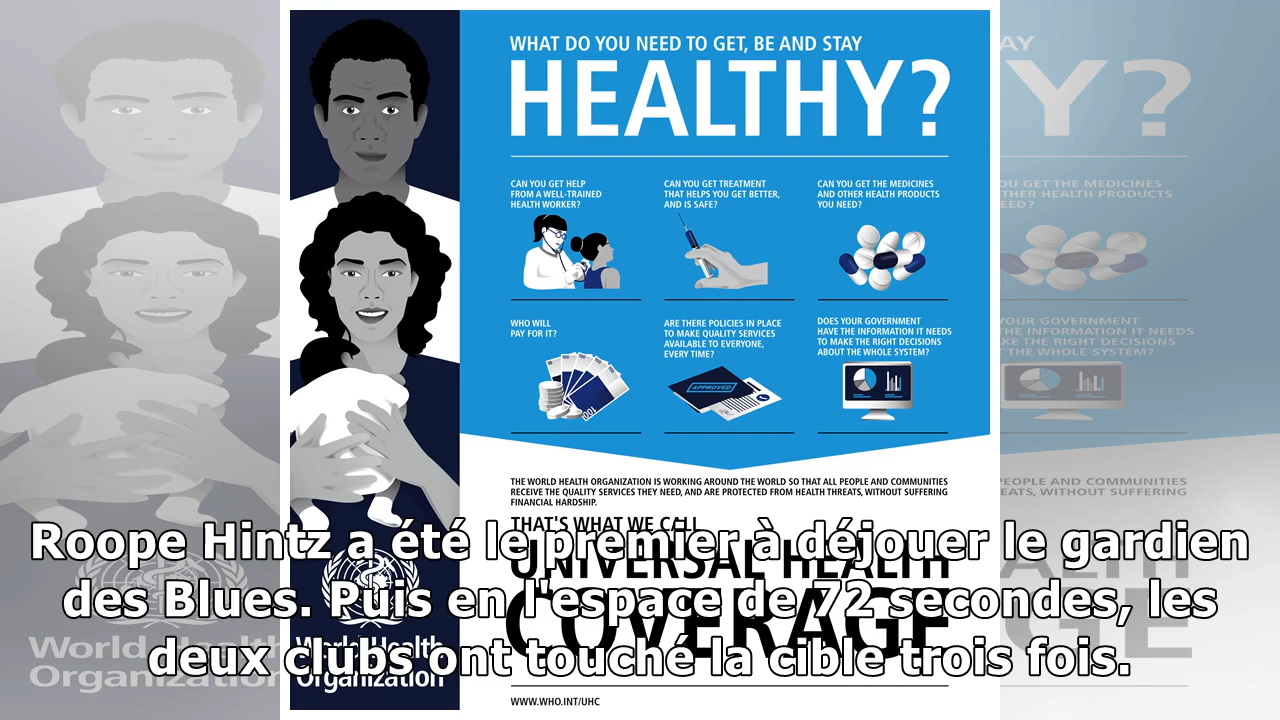 WHAT DO YOU NEED TO GET, BE AND STAY
HEALTHY?
CAN YOU GET HELP
FROM A WELL-TRAINED
HEALTH WORKER?
CAN YOU GET TREATMENT
THAT HELPS YOU GET BETTER,
AND IS SAFE?
CAN YOU GET THE MEDICINES
AND OTHER HEALTH PRODUCTS
YOU NEED?
WHO WILL
PAY FOR IT?
ARE THERE POLICIES IN PLACE
TO MAKE QUALITY SERVICES
AVAILABLE TO EVERYONE,
EVERY TIME?
APPROVED
DOES YOUR GOVERNMENT
HAVE THE INFORMATION IT NEEDS
TO MAKE THE RIGHT DECISIONS
ABOUT THE WHOLE SYSTEM?
THE WORLD HEALTH ORGANIZATION IS WORKING AROUND THE WORLD SO THAT ALL PEOPLE AND COMMUNITIES
RECEIVE THE QUALITY SERVICES THEY NEED, AND ARE PROTECTED FROM HEALTH THREATS, WITHOUT SUFFERING
FINANCIAL HARDSHIP.
THAT'S WHAT WE CALL
UNIVERSAL HEALTH
COVERAGE
World Health
Organization
WWW.WHO.INT/UHC
Roope Hintz a été le premier à déjouer le gardien
des Blues. Puis en l'espace de 72 secondes, les
deux clubs ont touché la cible trois fois.